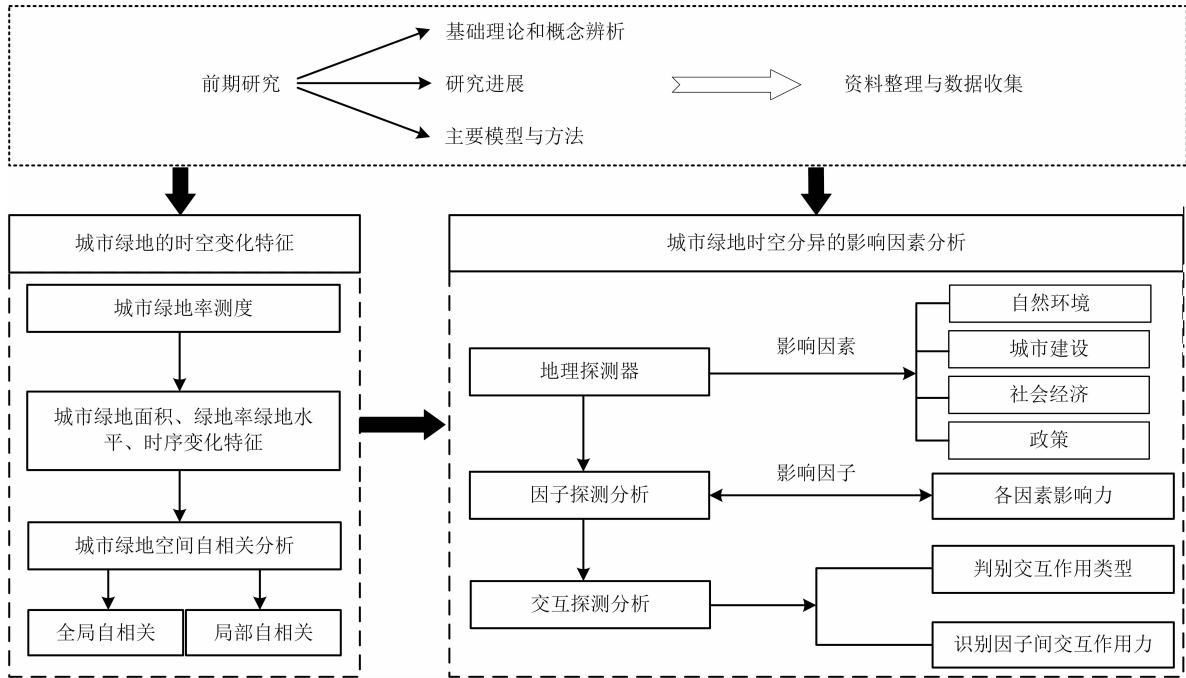 基础理论和概念辨析
前期研究
研究进展
资料整理与数据收集
主要模型与方法
城市绿地的时空变化特征
城市绿地率测度
城市绿地面积、绿地率绿地水
平、时序变化特征
城市绿地空间自相关分析
全局自相关
局部自相关
城市绿地时空分异的影响因素分析
地理探测器
影响因素
自然环境
城市建设
社会经济
政策
因子探测分析
影响因子
各因素影响力
交互探测分析
判别交互作用类型
识别因子间交互作用力